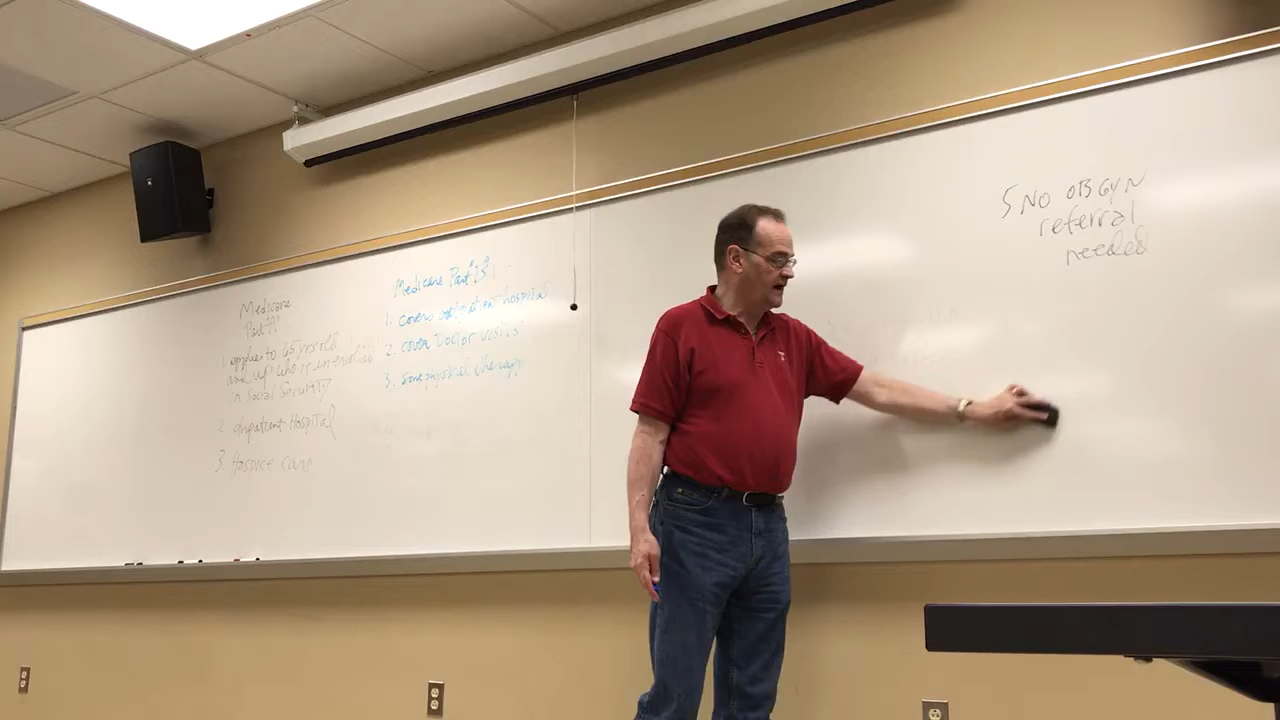 Medicare
Part "A"
1. applies to 65 yrs old
and up who is enrolled
in Social Security
2 Inpatient Hospital
3. Hospice care
Medicare Part "B"
1. covers outpatient hospital
2. cover Doctor visits
3. some physical therapy
5 NO OBGYN
referral
needed